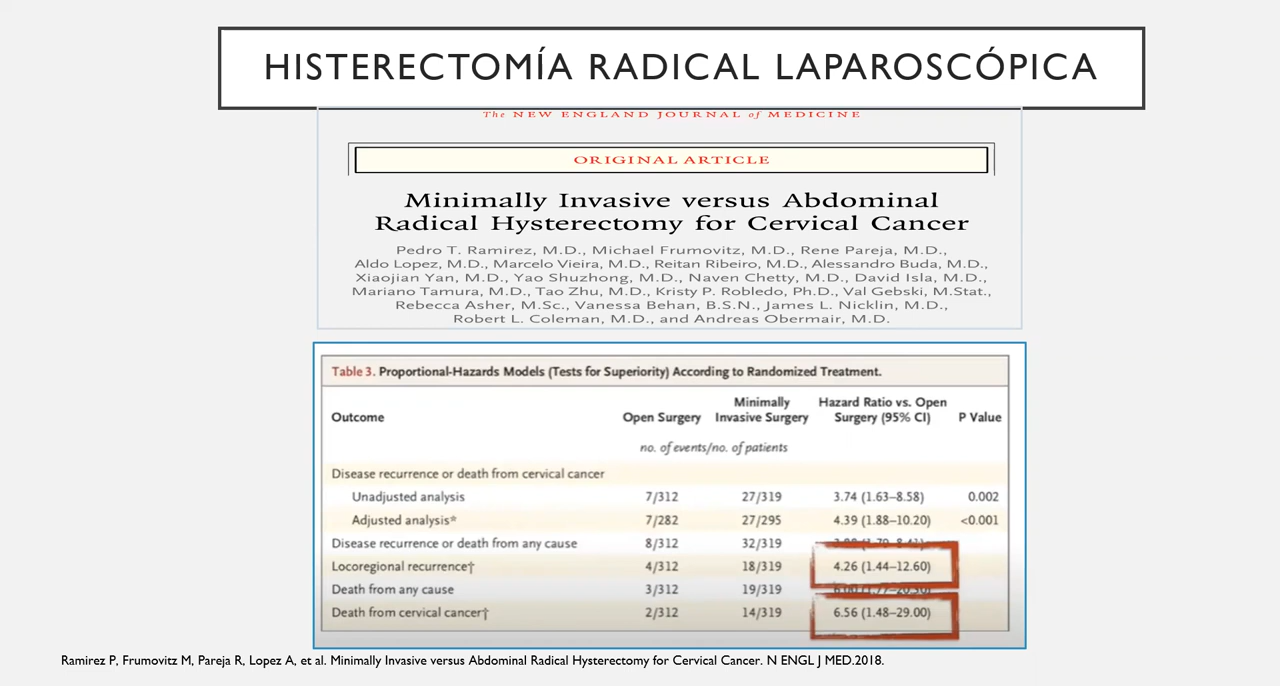 HISTERECTOMÍA RADICAL LAPAROSCÓPICA
The NEW ENGLAND JOURNAL of MEDICINE
ORIGINAL ARTICLE
Minimally Invasive versus Abdominal
Radical Hysterectomy for Cervical Cancer
Pedro T. Ramirez, M.D., Michael Frumovitz, M.D., Rene Pareja, M.D.,
Aldo Lopez, M.D., Marcelo Vieira, M.D., Reitan Ribeiro, M.D., Alessandro Buda, M.D.,
Xiaojian Yan, M.D., Yao Shuzhong, M.D., Naven Chetty, M.D., David Isla, M.D.,
Mariano Tamura, M.D., Tao Zhu, M.D., Kristy P. Robledo, Ph.D., Val Gebski, M.Stat.,
Rebecca Asher, M.Sc., Vanessa Behan, B.S.N., James L. Nicklin, M.D.,
Robert L. Coleman, M.D., and Andreas Obermair, M.D.
Table 3. Proportional-Hazards Models (Tests for Superiority) According to Randomized Treatment.
Outcome Open Surgery Minimally Invasive Surgery Hazard Ratio vs. Open Surgery (95% CI) P Value
no. of events/no. of patients
Disease recurrence or death from cervical cancer
Unadjusted analysis 7/312 27/319 3.74 (1.63–8.58) 0.002
Adjusted analysis* 7/282 27/295 4.39 (1.88–10.20) <0.001
Disease recurrence or death from any cause 8/312 32/319
Locoregional recurrence† 4/312 18/319 4.26 (1.44–12.60)
Death from any cause 3/312 19/319
Death from cervical cancer† 2/312 14/319 6.56 (1.48–29.00)
Ramirez P, Frumovitz M, Pareja R, Lopez A, et al. Minimally Invasive versus Abdominal Radical Hysterectomy for Cervical Cancer. N ENGL J MED.2018.